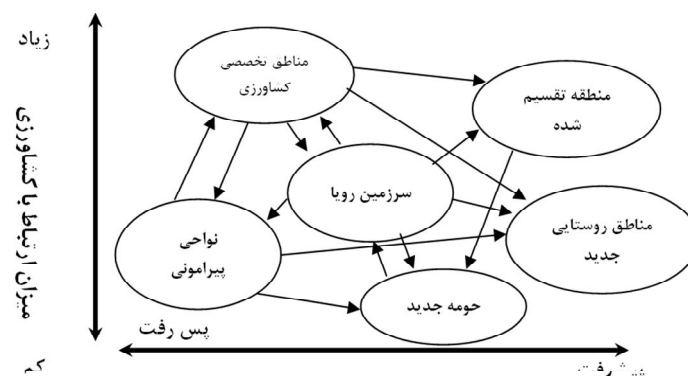 زیاد
میزان ارتباط با کشاورزی
مناطق تخصصی
کشاورزی
منطقه تقسیم
شده
سرزمین رویا
مناطق روستایی
جدید
نواحی
پیرامونی
حومه جدید
پس رفت